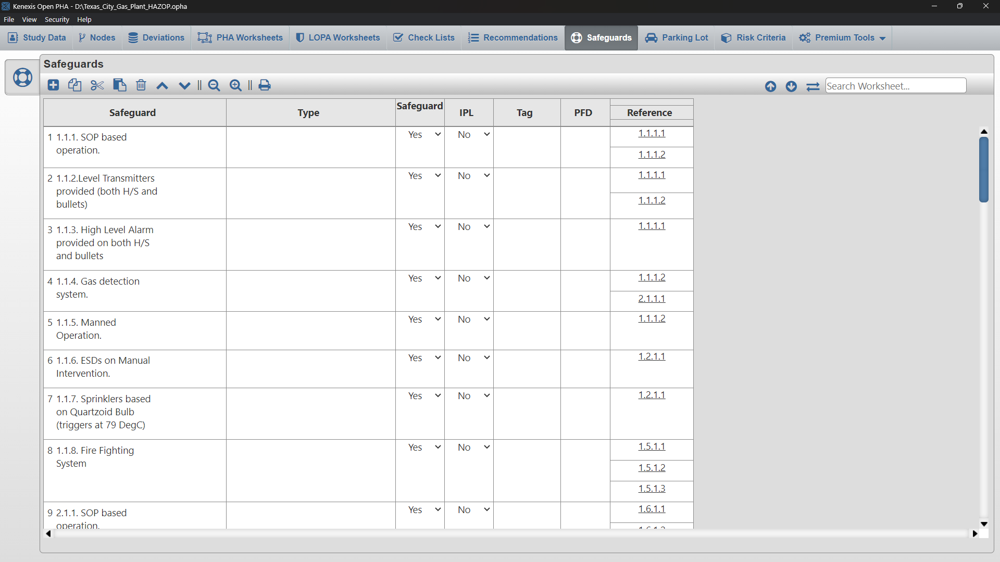 Kenexis Open PHA - D:\Texas_City_Gas_Plant_HAZOP.opha
File View Security Help
Study Data Nodes Deviations PHA Worksheets LOPA Worksheets Check Lists Recommendations Safeguards Parking Lot Risk Criteria Premium Tools
Safeguards
Search Worksheet...
Safeguard Type Safeguard IPL Tag PFD Reference
1 1.1.1. SOP based Yes No 1.1.1.1
operation. 1.1.1.2
2 1.1.2.Level Transmitters Yes No 1.1.1.1
provided (both H/S and
bullets) 1.1.1.2
3 1.1.3. High Level Alarm Yes No 1.1.1.1
provided on both H/S
and bullets
4 1.1.4. Gas detection Yes No 1.1.1.2
system. 2.1.1.1
5 1.1.5. Manned Yes No 1.1.1.2
Operation.
6 1.1.6. ESDs on Manual Yes No 1.2.1.1
Intervention.
7 1.1.7. Sprinklers based Yes No 1.2.1.1
on Quartzoid Bulb
(triggers at 79 DegC)
8 1.1.8. Fire Fighting Yes No 1.5.1.1
System 1.5.1.2
1.5.1.3
9 2.1.1. SOP based Yes No 1.6.1.1
operation. 1.6.1.2